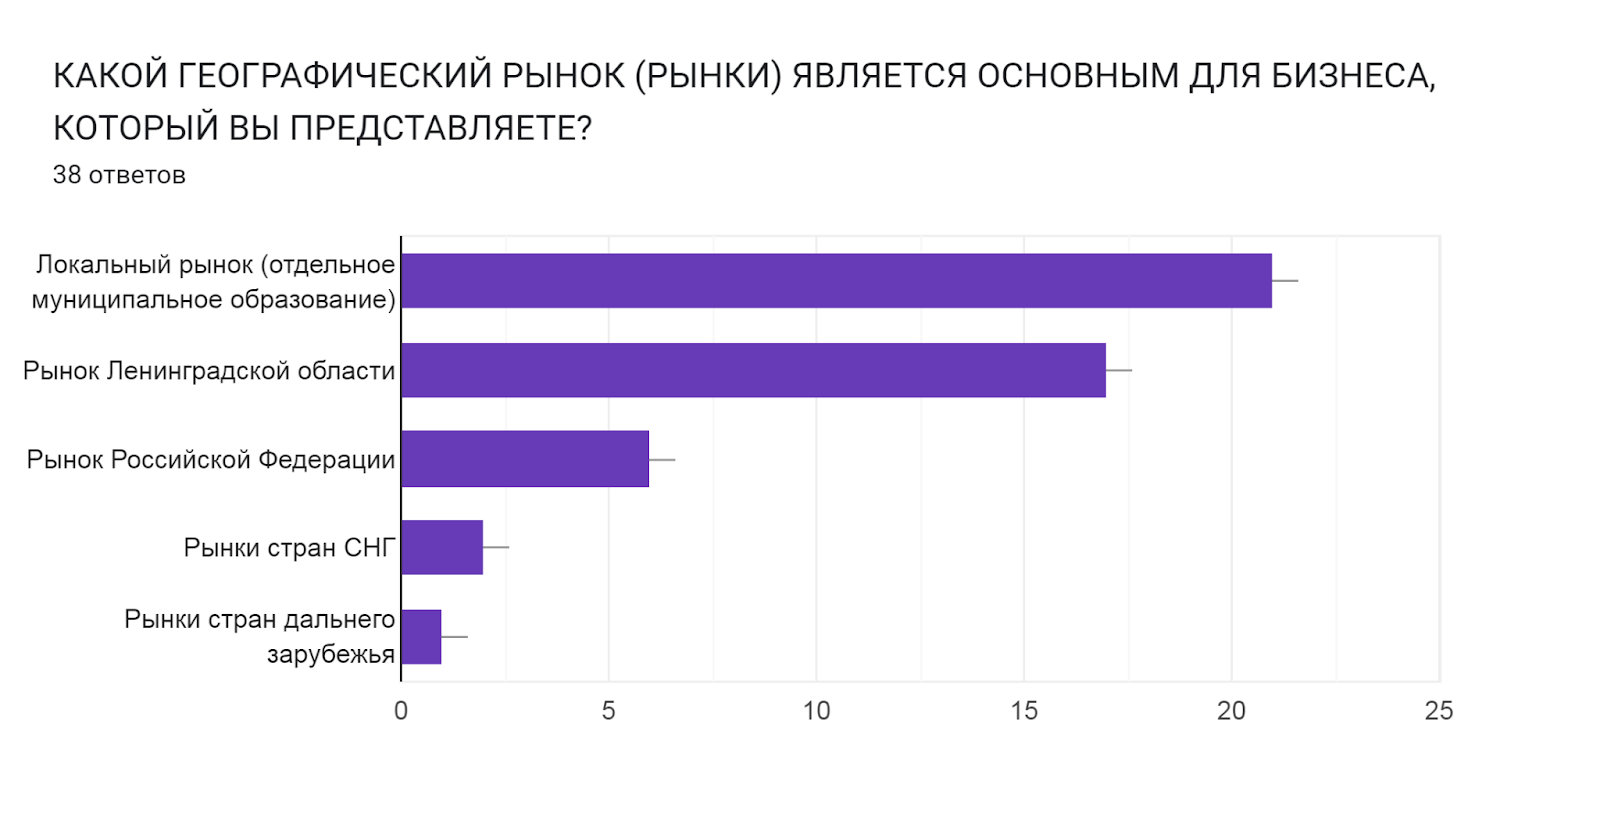 КАКОЙ ГЕОГРАФИЧЕСКИЙ РЫНОК (РЫНКИ) ЯВЛЯЕТСЯ ОСНОВНЫМ ДЛЯ БИЗНЕСА,
КОТОРЫЙ ВЫ ПРЕДСТАВЛЯЕТЕ?
38 ответов
Локальный рынок (отдельное
муниципальное образование)
Рынок Ленинградской области
Рынок Российской Федерации
Рынки стран СНГ
Рынки стран дальнего
зарубежья
0 5 10 15 20 25